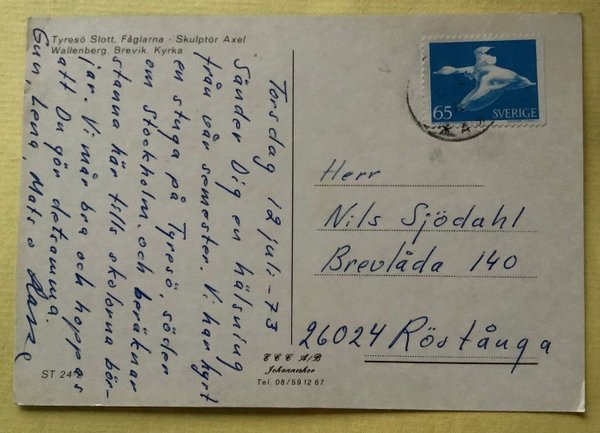 Tyresö Slott, Fåglarna - Skulptör Axel
Wallenberg. Brevik. Kyrka
Torsdag 12 juli -73
Sänder Dig en hälsning
från vår semester. Vi har hyrt
en stuga på Tyresö, söder
om Stockholm och beräknar
stanna här tills skolorna bör-
jar. Vi mår bra och hoppas
att Du gör detsamma.
Gun, Lena, Mats o Hasse
ST 24
65 SVERIGE
Herr
Nils Sjödahl
Brevlåda 140
26024 Röstånga
E C C A/B
Johanneshov
Tel. 08/59 12 67